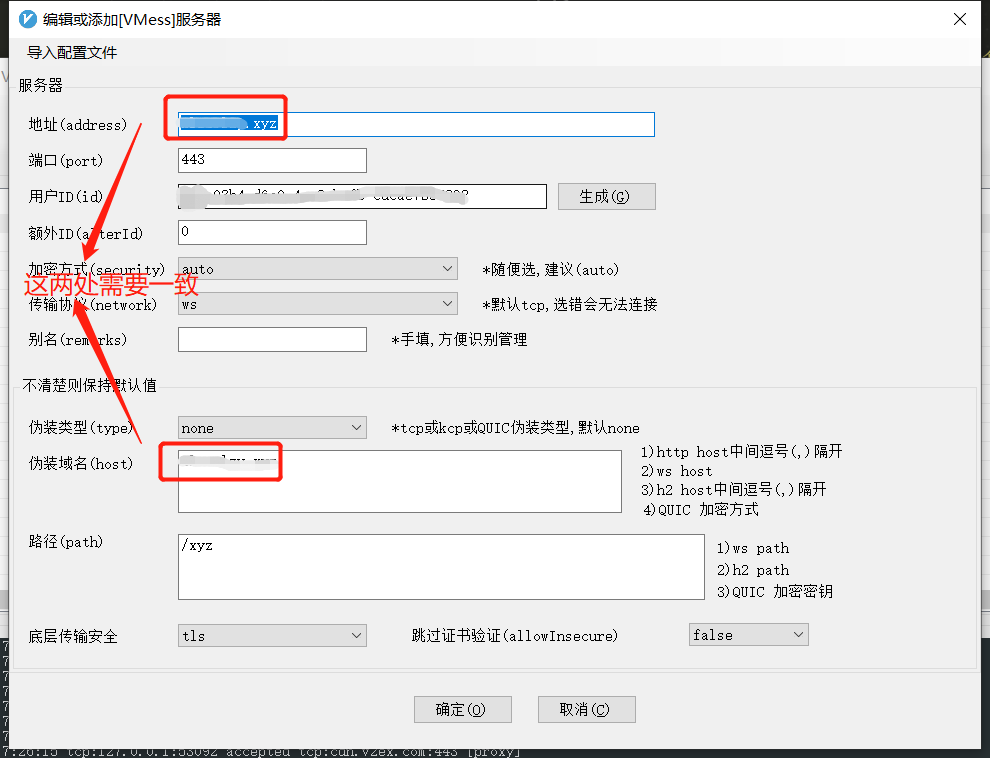 编辑或添加[VMess]服务器
导入配置文件
服务器
地址(address)
.xyz
端口(port)
443
用户ID(id)
生成(G)
额外ID(alterId)
0
加密方式(security)
auto
*随便选,建议(auto)
这两处需要一致
传输协议(network)
ws
*默认tcp,选错会无法连接
别名(remarks)
*手填,方便识别管理
不清楚则保持默认值
伪装类型(type)
none
*tcp或kcp或QUIC伪装类型,默认none
伪装域名(host)
1)http host中间逗号(,)隔开
2)ws host
3)h2 host中间逗号(,)隔开
4)QUIC 加密方式
路径(path)
/xyz
1)ws path
2)h2 path
3)QUIC 加密密钥
底层传输安全
tls
跳过证书验证(allowInsecure)
false
确定(O)
取消(C)
7:26:15 tcp:127.0.0.1:53092 accepted tcp:cdn.v2ex.com:443 [proxy]